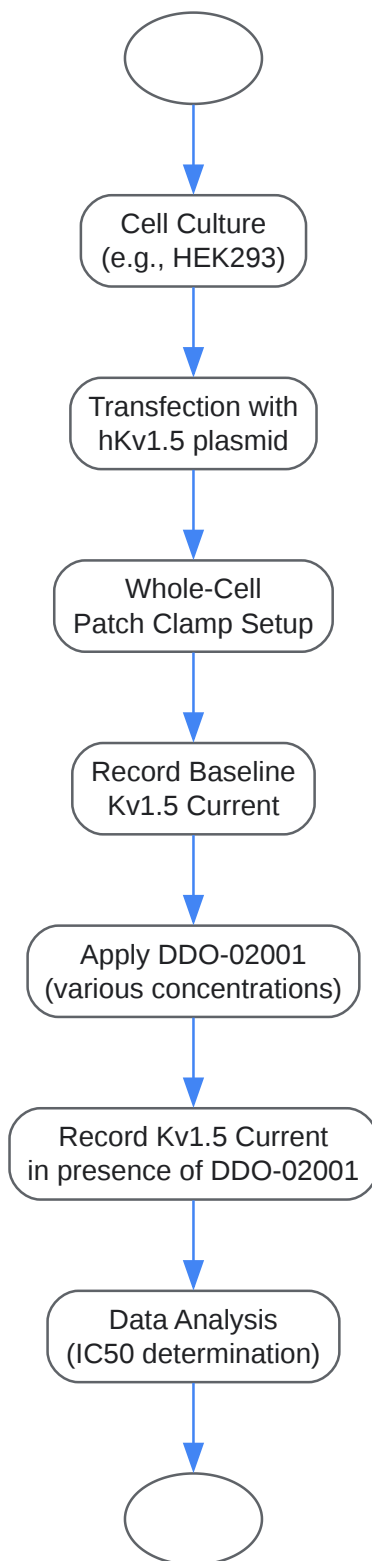 Cell Culture
(e.g., HEK293)
Transfection with
hKv1.5 plasmid
Whole-Cell
Patch Clamp Setup
Record Baseline
Kv1.5 Current
Apply DDO-02001
(various concentrations)
Record Kv1.5 Current
in presence of DDO-02001
Data Analysis
(IC50 determination)